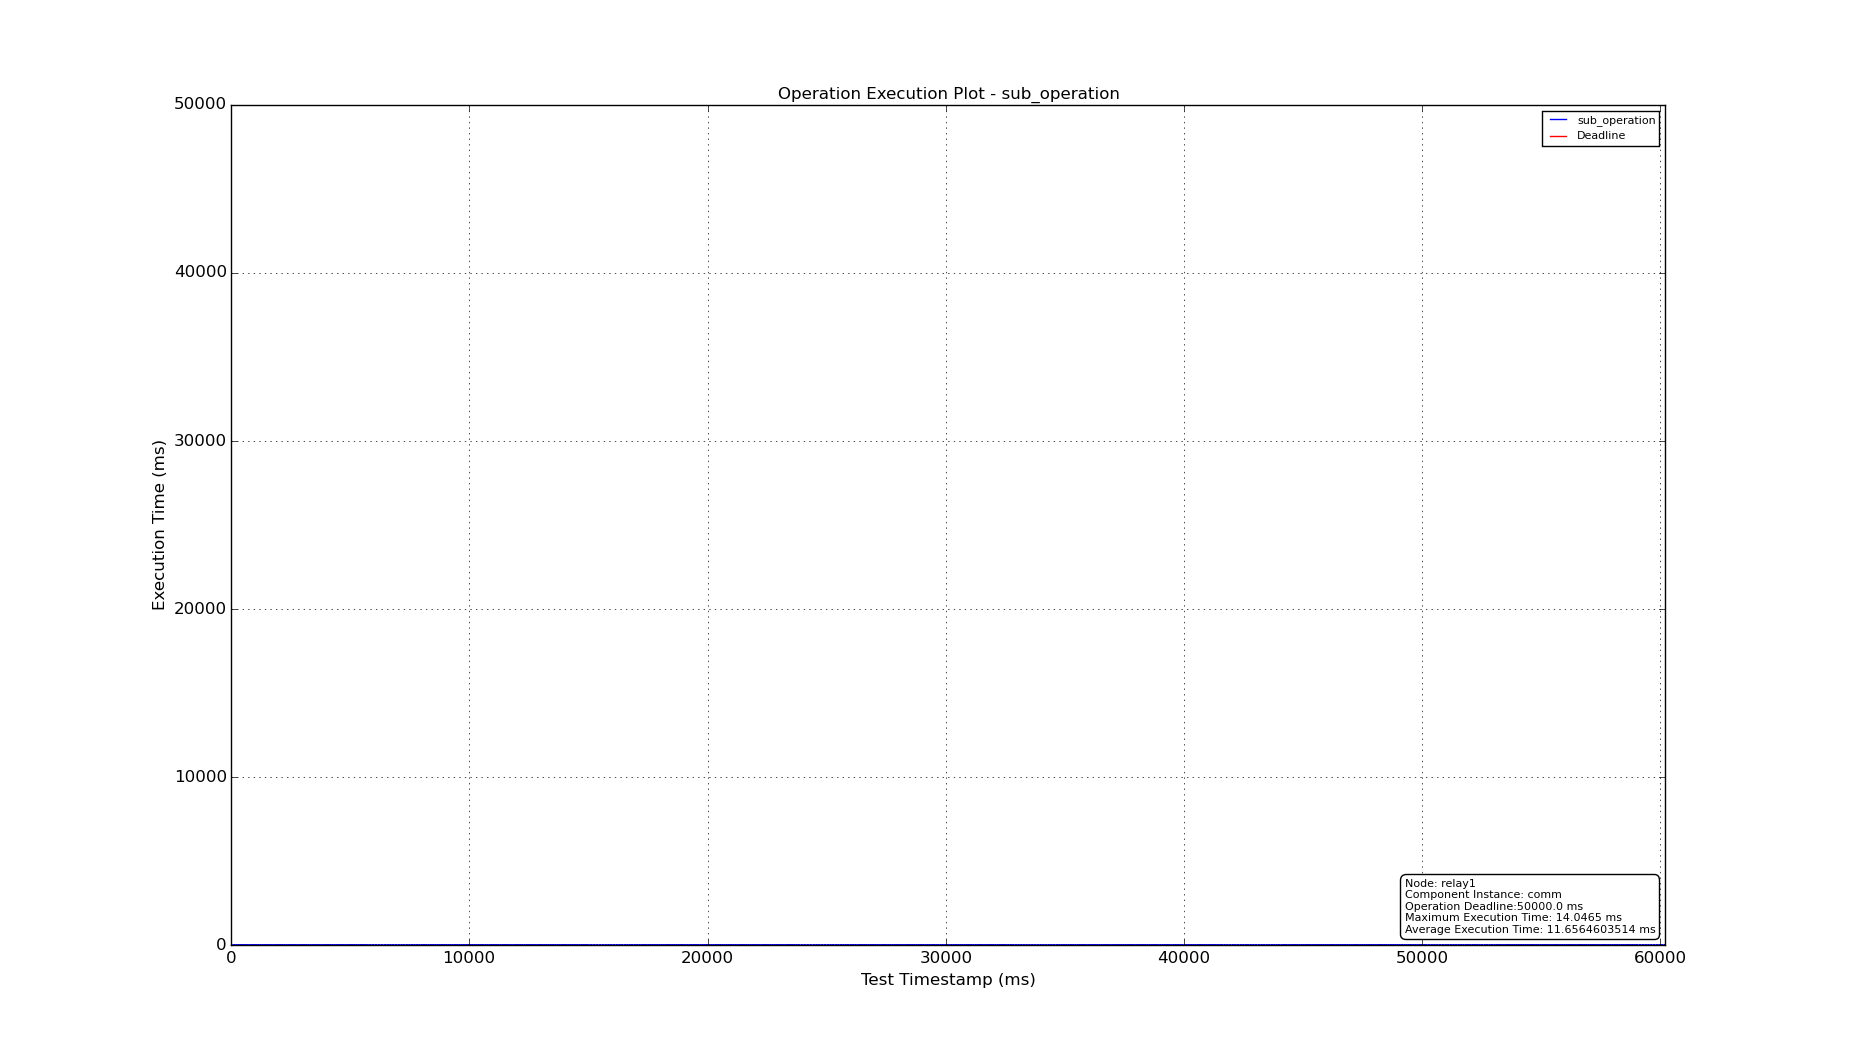 Operation Execution Plot - sub_operation
50000
40000
30000
20000
10000
0
Execution Time (ms)
sub_operation
Deadline
Node: relay1
Component Instance: comm
Operation Deadline:50000.0 ms
Maximum Execution Time: 14.0465 ms
Average Execution Time: 11.6564603514 ms
0 10000 20000 30000 40000 50000 60000
Test Timestamp (ms)